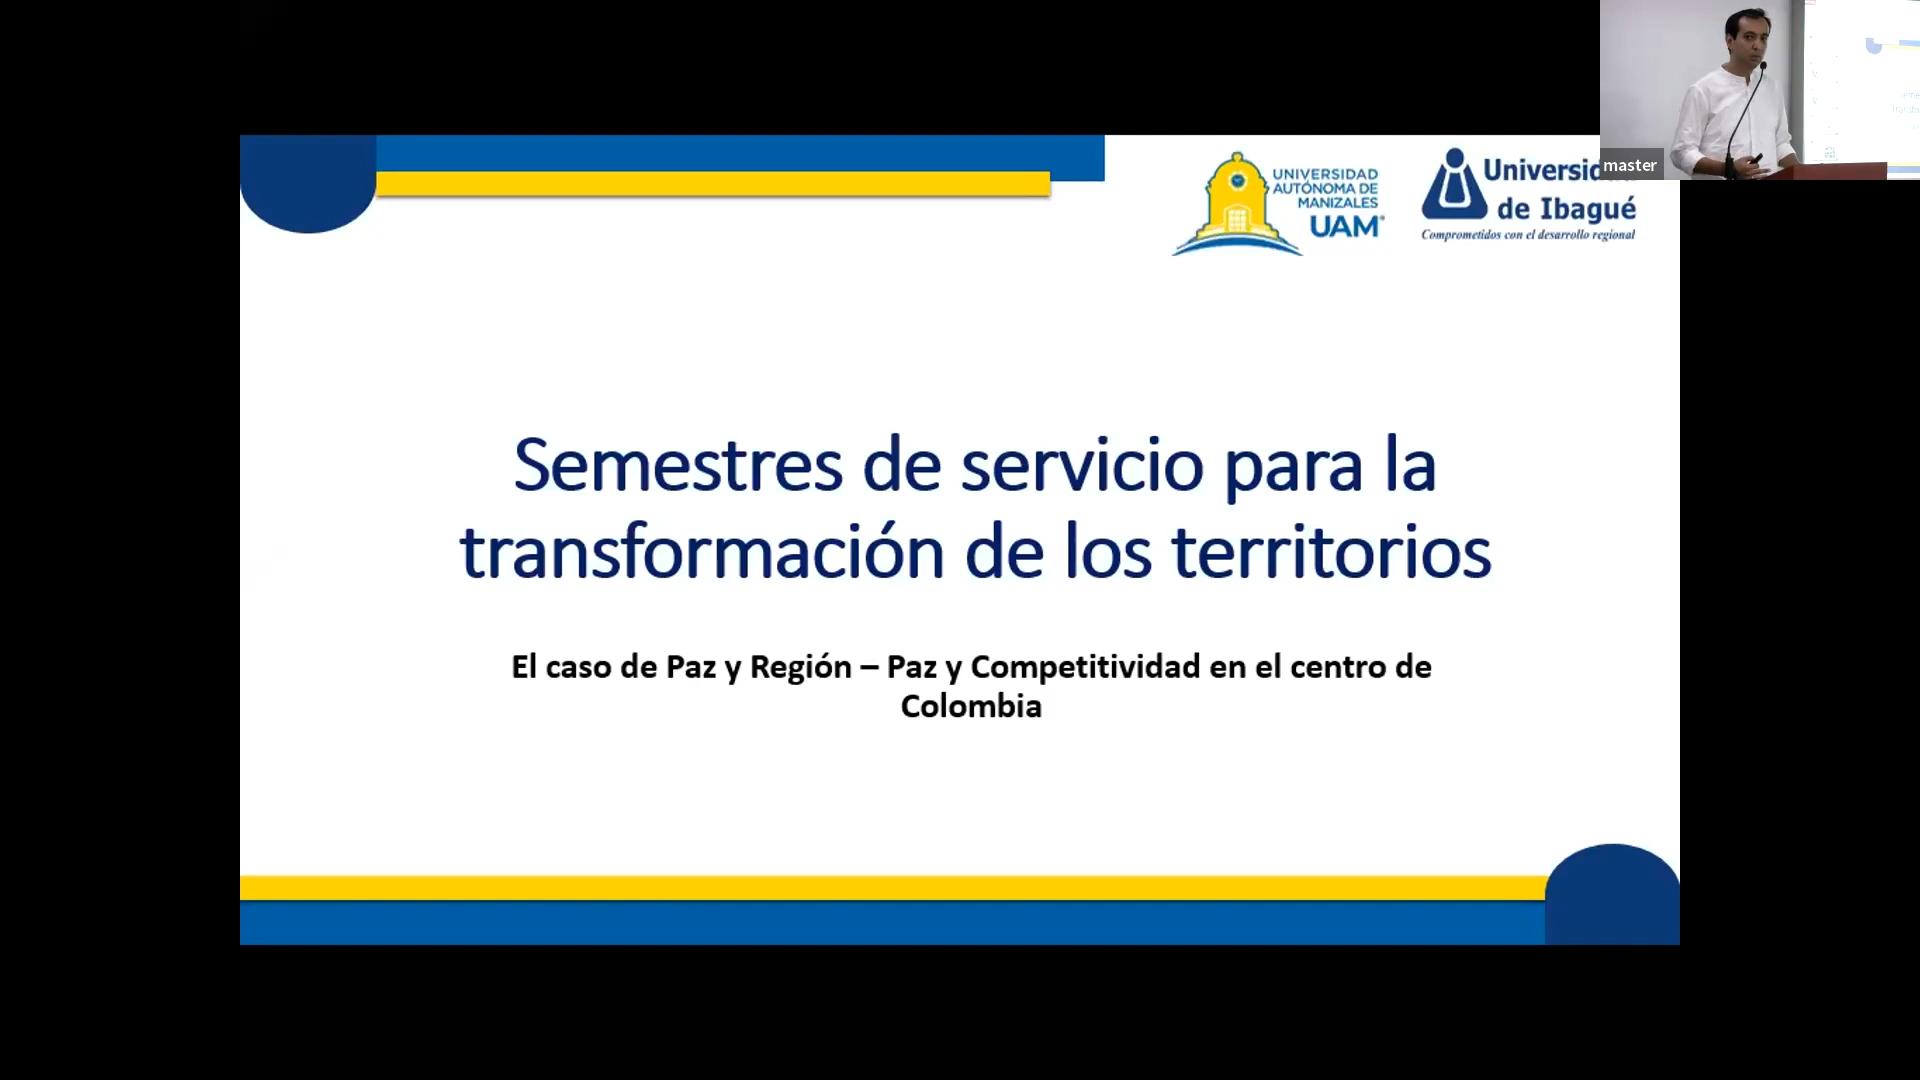 UNIVERSIDAD
AUTÓNOMA DE
MANIZALES
UAM®
de Ibagué
Comprometidos con el desarrollo regional
master
Semestres de servicio para la
transformación de los territorios
El caso de Paz y Región – Paz y Competitividad en el centro de
Colombia